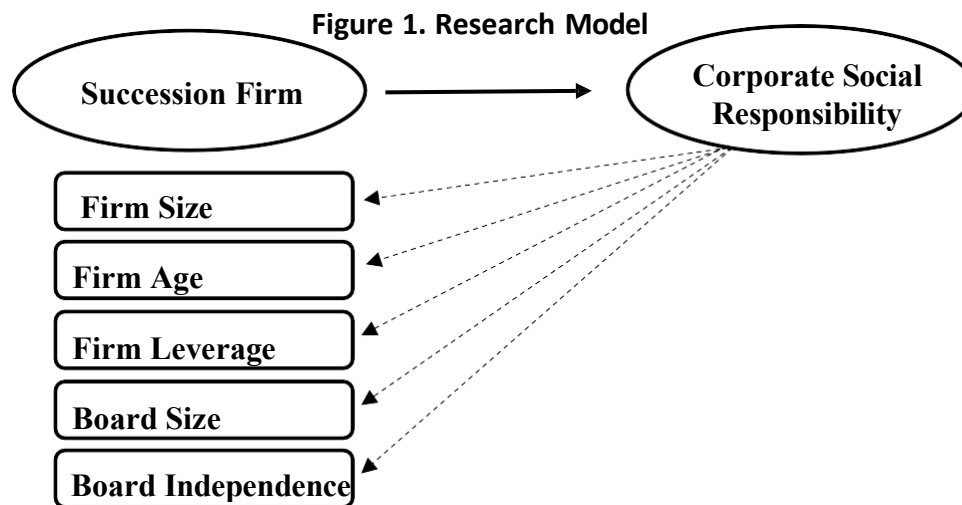 Figure 1. Research Model
Succession Firm
Corporate Social
Responsibility
Firm Size
Firm Age
Firm Leverage
Board Size
Board Independence